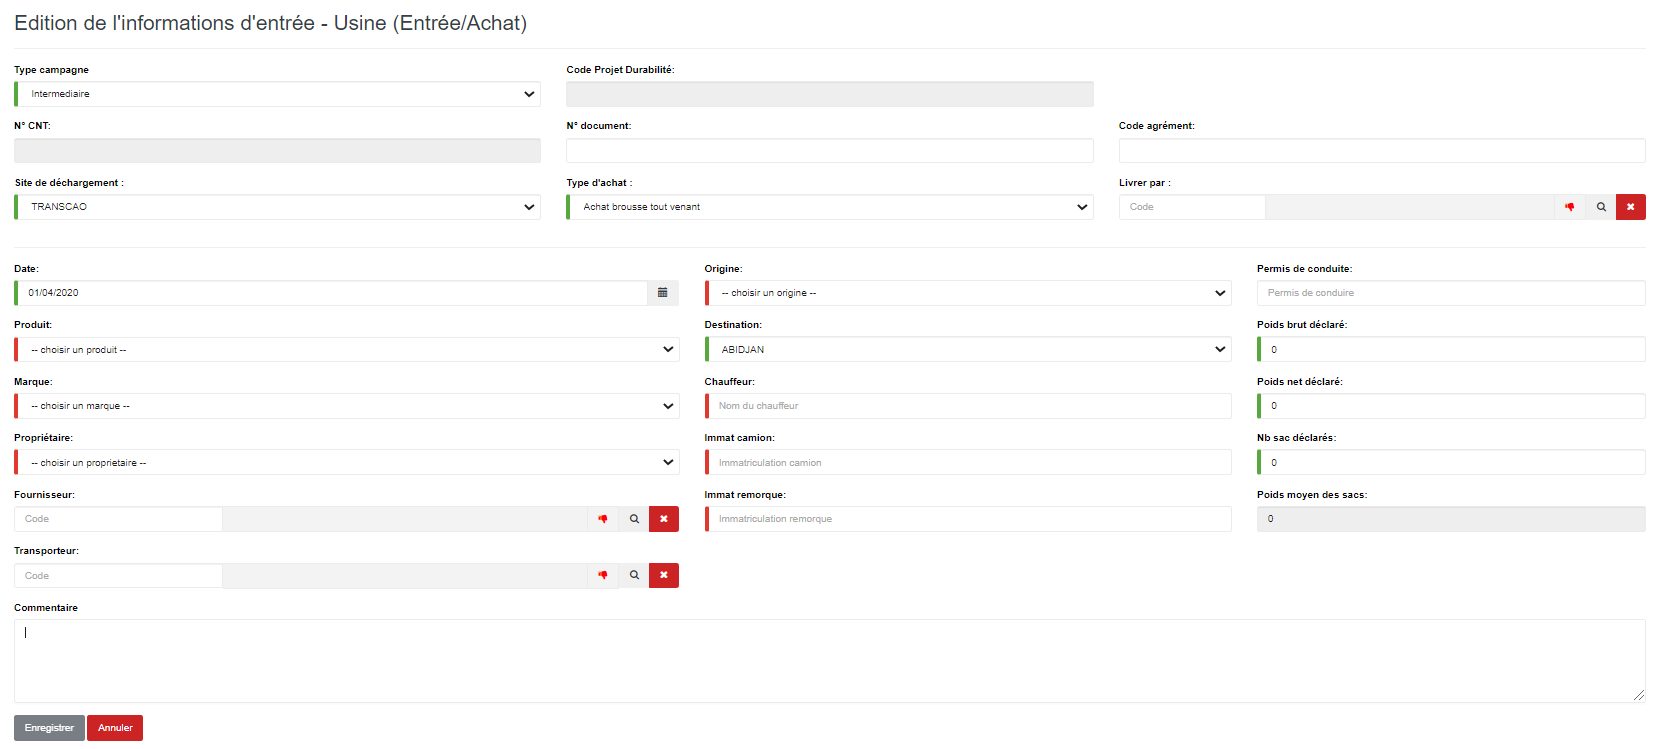 Edition de l'informations d'entrée - Usine (Entrée/Achat)
Type campagne
Code Projet Durabilité:
Intermediaire
N° CNT:
N° document:
Code agrément:
Site de déchargement :
Type d'achat :
Livrer par :
TRANSCAO
Achat brousse tout venant
Code
Date:
Origine:
Permis de conduite:
01/04/2020
-- choisir un origine --
Permis de conduire
Produit:
Destination:
Poids brut déclaré:
-- choisir un produit --
ABIDJAN
0
Marque:
Chauffeur:
Poids net déclaré:
-- choisir un marque --
Nom du chauffeur
0
Propriétaire:
Immat camion:
Nb sac déclarés:
-- choisir un proprietaire --
Immatriculation camion
0
Fournisseur:
Immat remorque:
Poids moyen des sacs:
Code
Immatriculation remorque
0
Transporteur:
Code
Commentaire
Enregistrer
Annuler